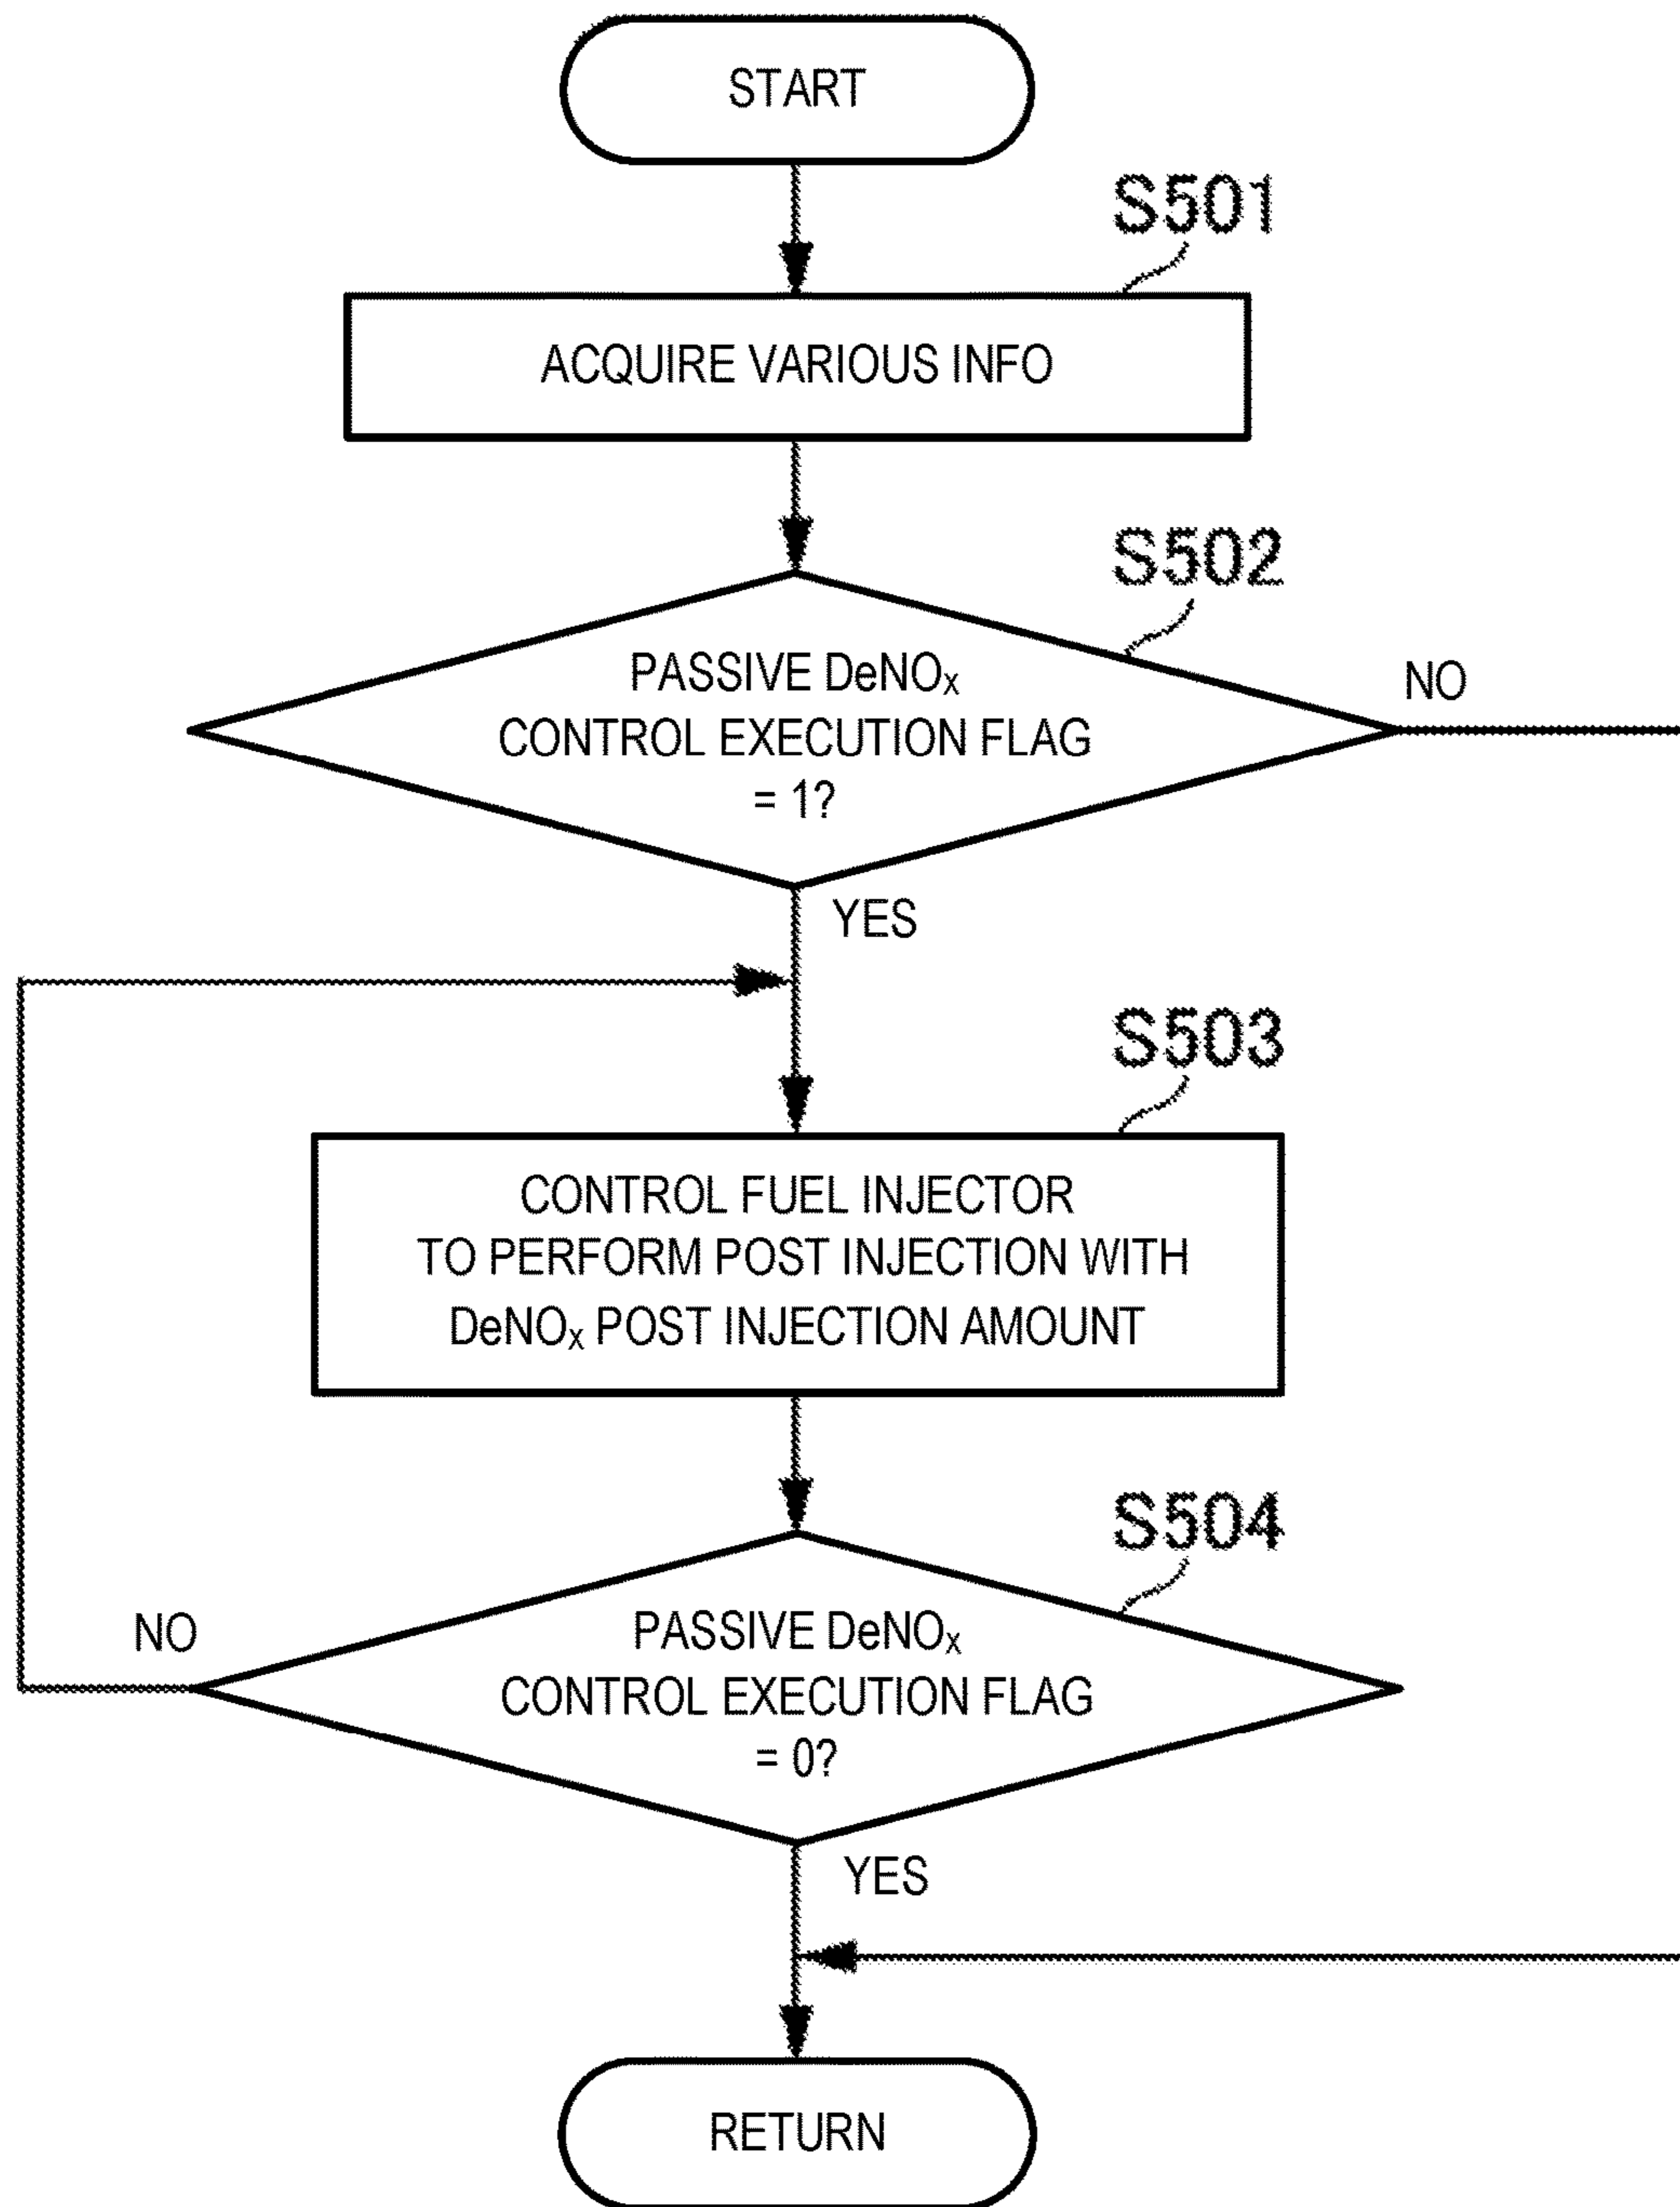 START
S501
ACQUIRE VARIOUS INFO
S502
PASSIVE DeNOₓ
CONTROL EXECUTION FLAG
= 1?
NO
YES
S503
CONTROL FUEL INJECTOR
TO PERFORM POST INJECTION WITH
DeNOₓ POST INJECTION AMOUNT
S504
NO
PASSIVE DeNOₓ
CONTROL EXECUTION FLAG
= 0?
YES
RETURN